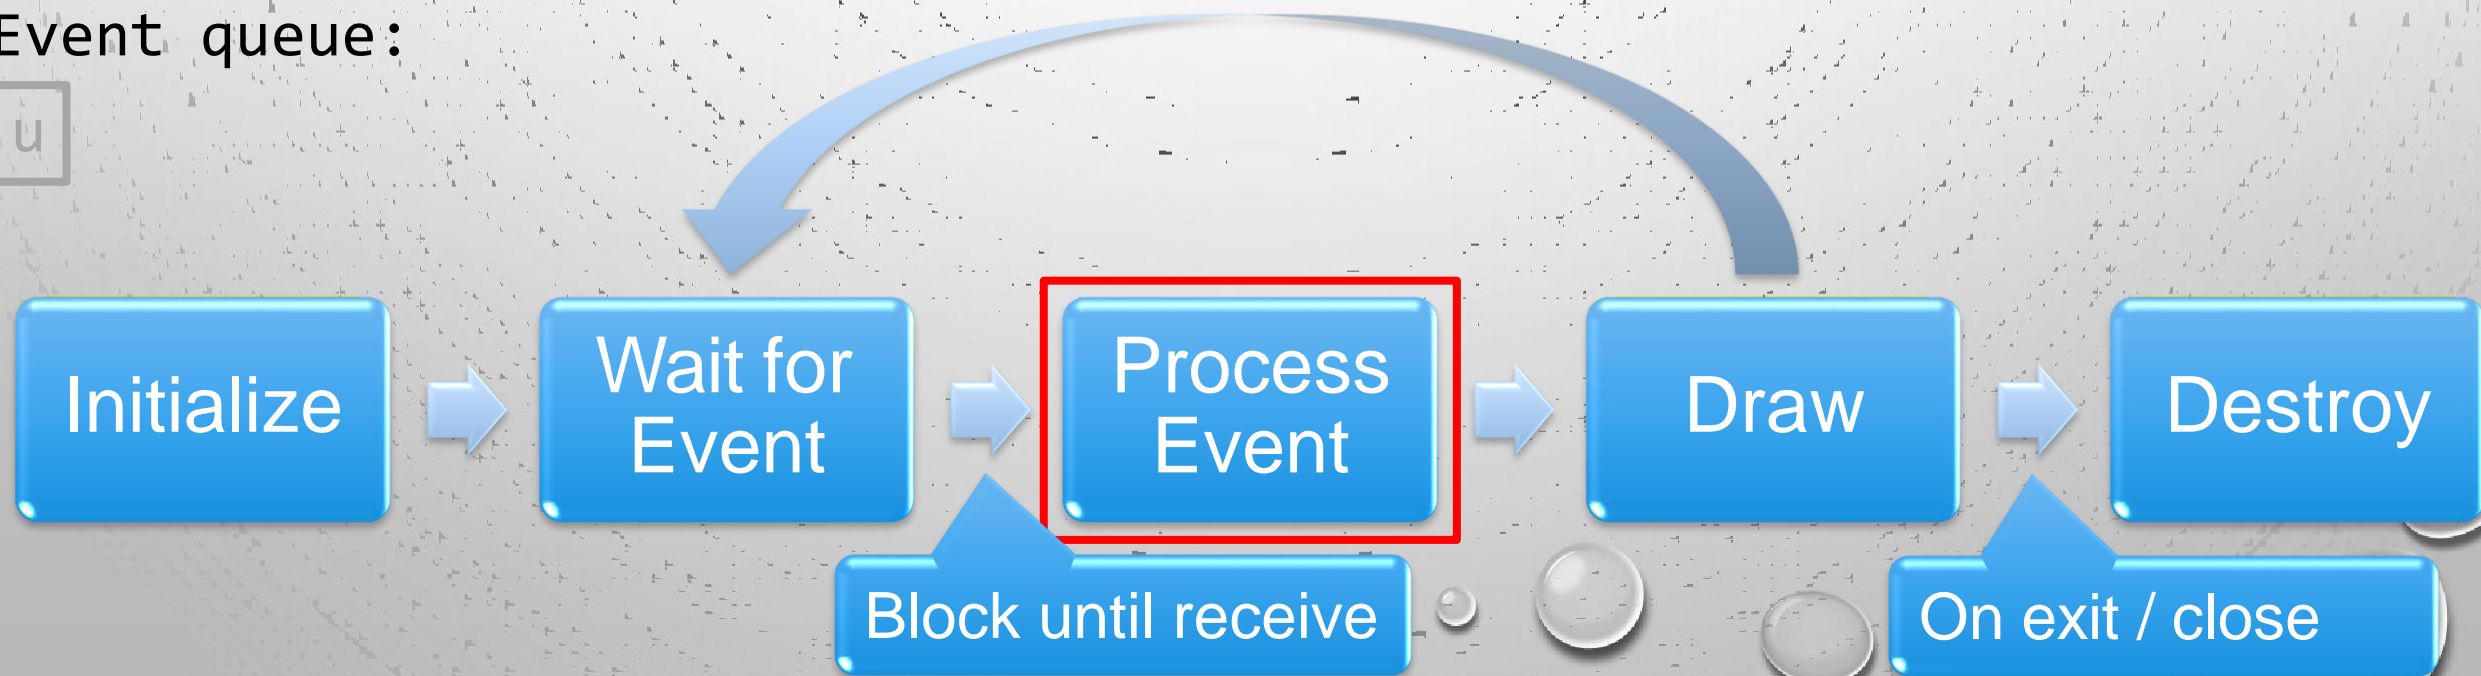 Event queue:
u
Initialize
Wait for
Event
Process
Event
Draw
Destroy
Block until receive
On exit / close